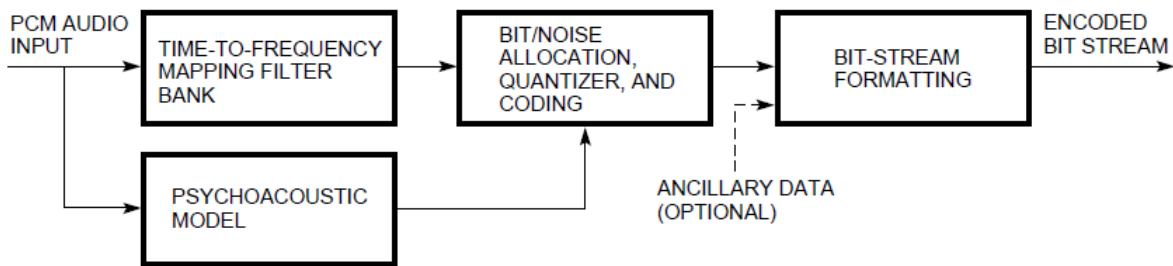 PCM AUDIO
INPUT
TIME-TO-FREQUENCY
MAPPING FILTER
BANK
BIT/NOISE
ALLOCATION,
QUANTIZER, AND
CODING
BIT-STREAM
FORMATTING
ENCODED
BIT STREAM
PSYCHOACOUSTIC
MODEL
ANCILLARY DATA
(OPTIONAL)